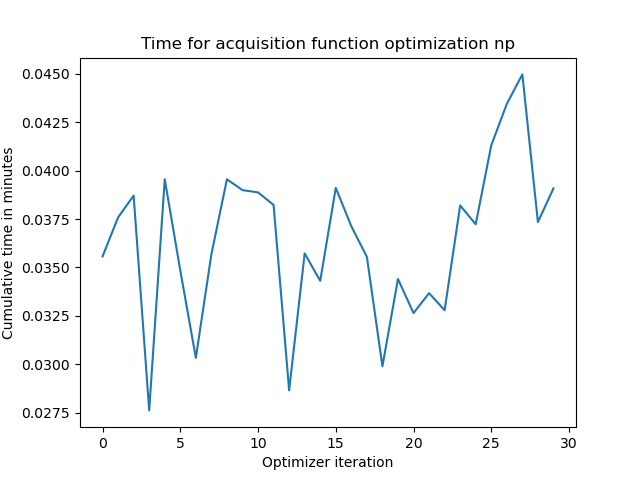 Time for acquisition function optimization np
0.0450
0.0425
0.0400
0.0375
0.0350
0.0325
0.0300
0.0275
Cumulative time in minutes
0 5 10 15 20 25 30
Optimizer iteration